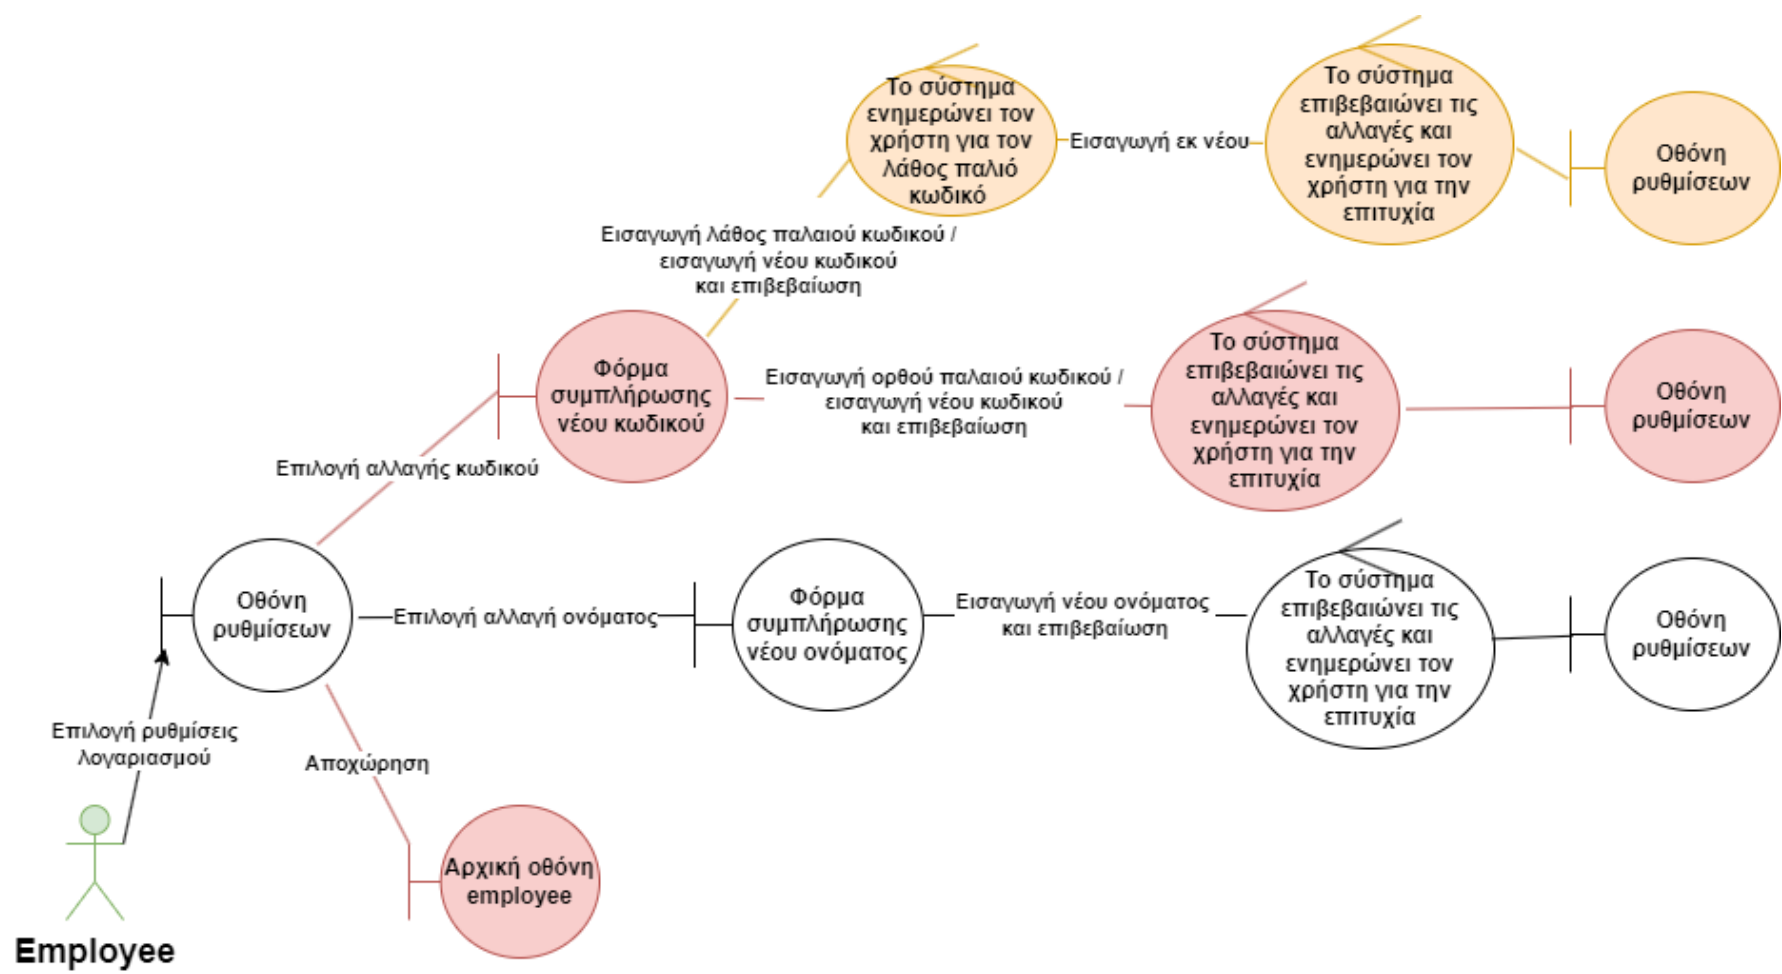 Το σύστημα
ενημερώνει τον
χρήστη για τον
λάθος παλιό
κωδικό
Εισαγωγή εκ νέου
Το σύστημα
επιβεβαιώνει τις
αλλαγές και
ενημερώνει τον
χρήστη για την
επιτυχία
Οθόνη
ρυθμίσεων
Εισαγωγή λάθος παλαιού κωδικού /
εισαγωγή νέου κωδικού
και επιβεβαίωση
Φόρμα
συμπλήρωσης
νέου κωδικού
Εισαγωγή ορθού παλαιού κωδικού /
εισαγωγή νέου κωδικού
και επιβεβαίωση
Το σύστημα
επιβεβαιώνει τις
αλλαγές και
ενημερώνει τον
χρήστη για την
επιτυχία
Οθόνη
ρυθμίσεων
Επιλογή αλλαγής κωδικού
Οθόνη
ρυθμίσεων
Επιλογή αλλαγή ονόματος
Φόρμα
συμπλήρωσης
νέου ονόματος
Εισαγωγή νέου ονόματος
και επιβεβαίωση
Το σύστημα
επιβεβαιώνει τις
αλλαγές και
ενημερώνει τον
χρήστη για την
επιτυχία
Οθόνη
ρυθμίσεων
Επιλογή ρυθμίσεις
λογαριασμού
Αποχώρηση
Αρχική οθόνη
employee
Employee